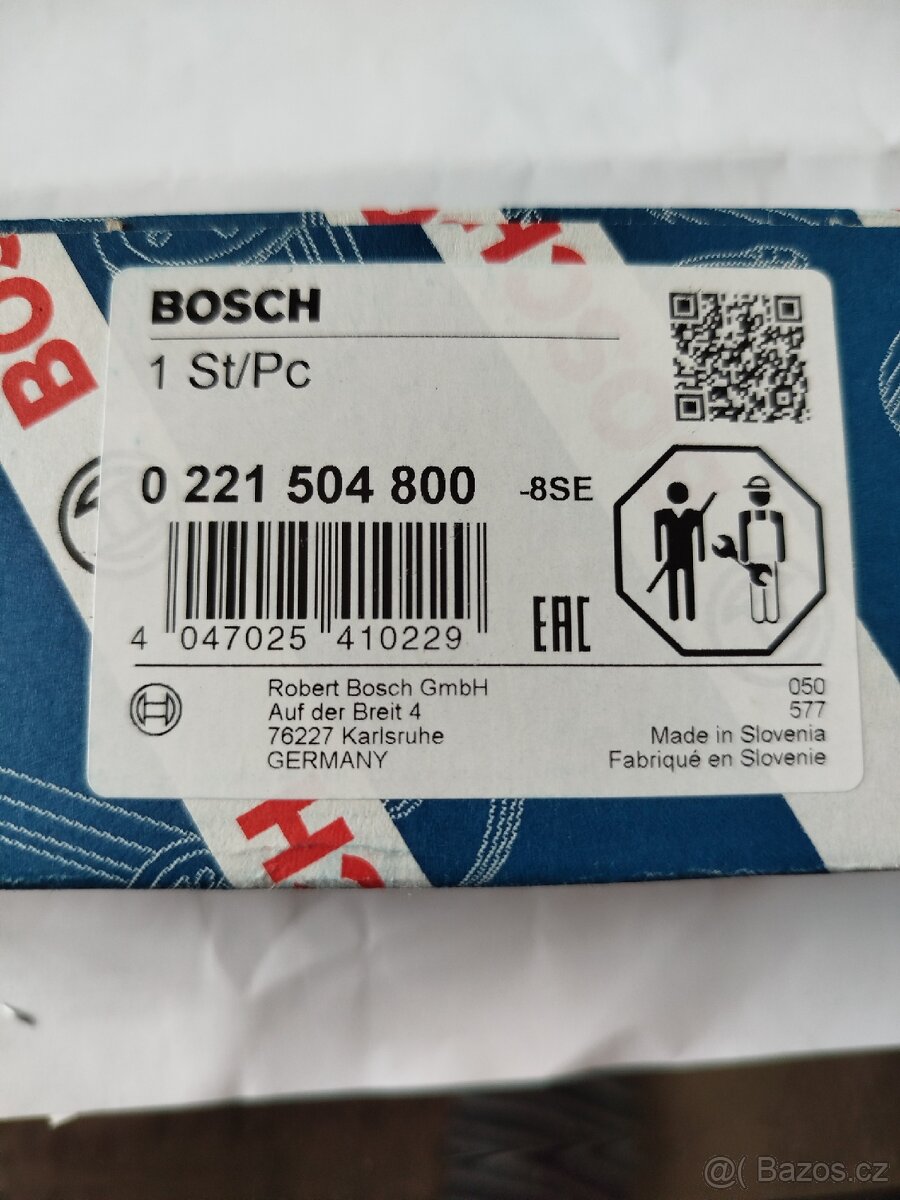 BOSCH
1 St/Pc
0 221 504 800 -8SE
4 047025 410229
EAC
Robert Bosch GmbH
Auf der Breit 4
76227 Karlsruhe
GERMANY
050
577
Made in Slovenia
Fabriqué en Slovenie
@( Bazos.cz